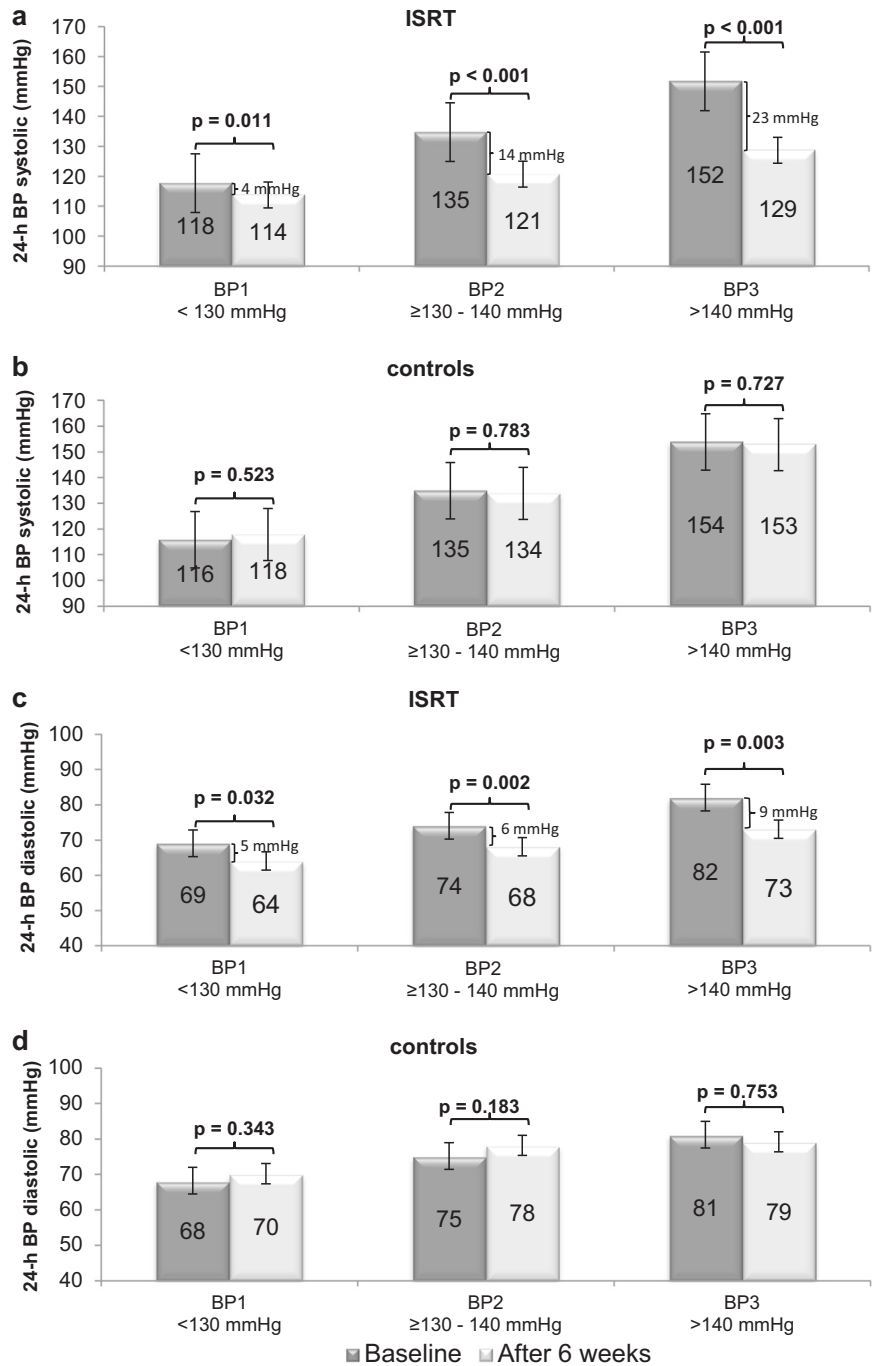 a
ISRT
24-h BP systolic (mmHg)
170
160
150
140
130
120
110
100
90
p = 0.011
p < 0.001
p < 0.001
4 mmHg
14 mmHg
23 mmHg
118
114
135
121
152
129
BP1
BP2
BP3
< 130 mmHg
≥130 - 140 mmHg
>140 mmHg
b
controls
24-h BP systolic (mmHg)
170
160
150
140
130
120
110
100
90
p = 0.523
p = 0.783
p = 0.727
116
118
135
134
154
153
BP1
BP2
BP3
<130 mmHg
≥130 - 140 mmHg
>140 mmHg
c
ISRT
24-h BP diastolic (mmHg)
100
90
80
70
60
50
40
p = 0.032
p = 0.002
p = 0.003
5 mmHg
6 mmHg
9 mmHg
69
64
74
68
82
73
BP1
BP2
BP3
<130 mmHg
≥130 - 140 mmHg
>140 mmHg
d
controls
24-h BP diastolic (mmHg)
100
90
80
70
60
50
40
p = 0.343
p = 0.183
p = 0.753
68
70
75
78
81
79
BP1
BP2
BP3
<130 mmHg
≥130 - 140 mmHg
>140 mmHg
Baseline After 6 weeks